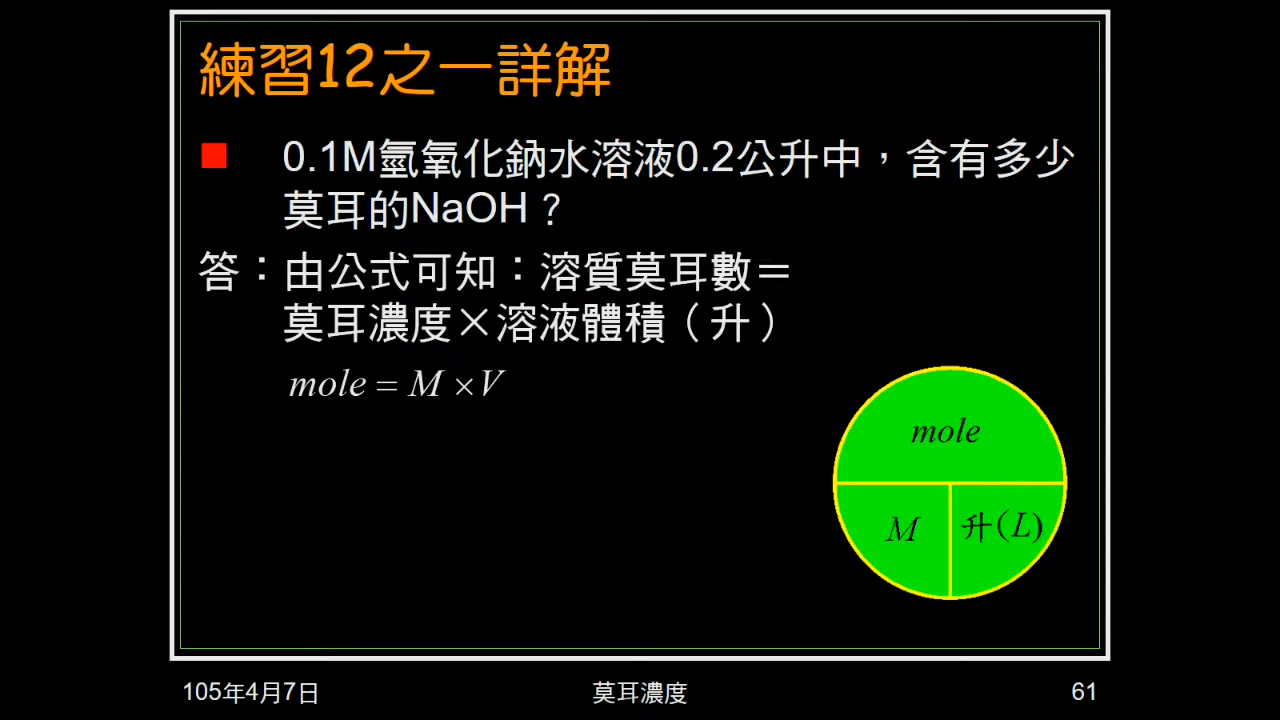 練習12之一詳解
0.1M氫氧化鈉水溶液0.2公升中，含有多少
莫耳的NaOH？
答：由公式可知：溶質莫耳數＝
莫耳濃度×溶液體積（升）
mole = M × V
mole
M
升(L)
105年4月7日
莫耳濃度
61